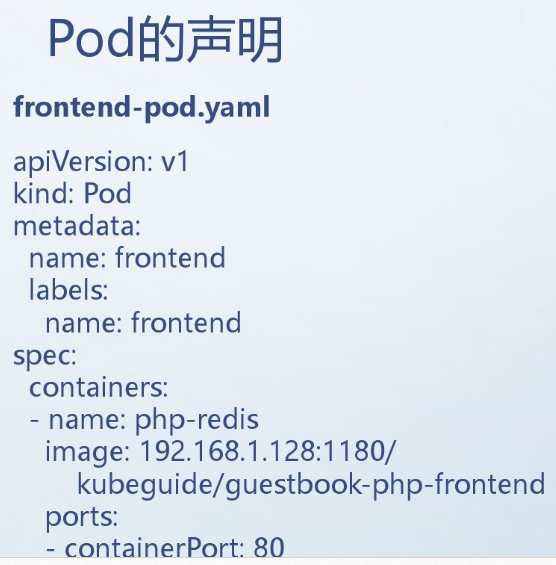 Pod的声明
frontend-pod.yaml
apiVersion: v1
kind: Pod
metadata:
  name: frontend
  labels:
    name: frontend
spec:
  containers:
  - name: php-redis
    image: 192.168.1.128:1180/
        kubeguide/guestbook-php-frontend
    ports:
    - containerPort: 80